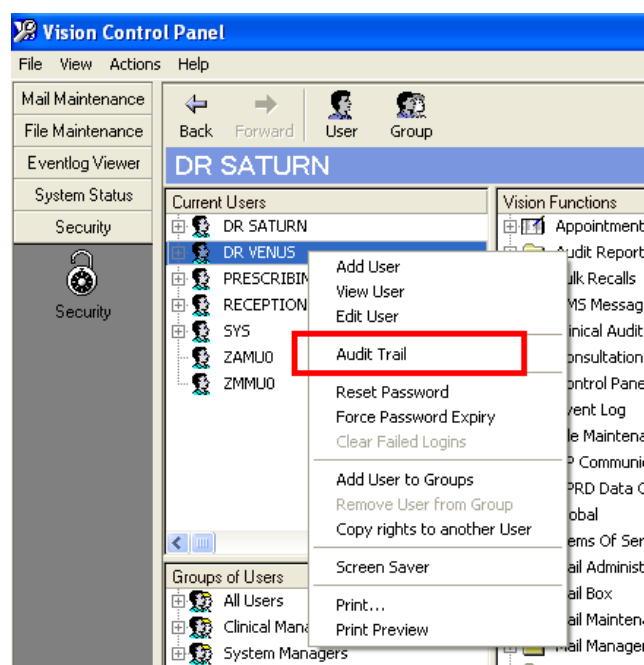 Vision Control Panel
File View Actions Help
Mail Maintenance
File Maintenance
Eventlog Viewer
System Status
Security
Security
Back Forward User Group
DR SATURN
Current Users
DR SATURN
DR VENUS
PRESCRIBIN
RECEPTION
SYS
ZAMU0
ZMMU0
Groups of Users
All Users
Clinical Mana
System Managers
Add User
View User
Edit User
Audit Trail
Reset Password
Force Password Expiry
Clear Failed Logins
Add User to Groups
Remove User from Group
Copy rights to another User
Screen Saver
Print...
Print Preview
Vision Functions
Appointment
Audit Report
ulk Recalls
MS Messag
inical Audit
onsultation
ontrol Pane
vent Log
le Maintena
P Communi
PRD Data C
obal
ems Of Ser
ail Administ
ail Box
ail Maintena
Mail Manager